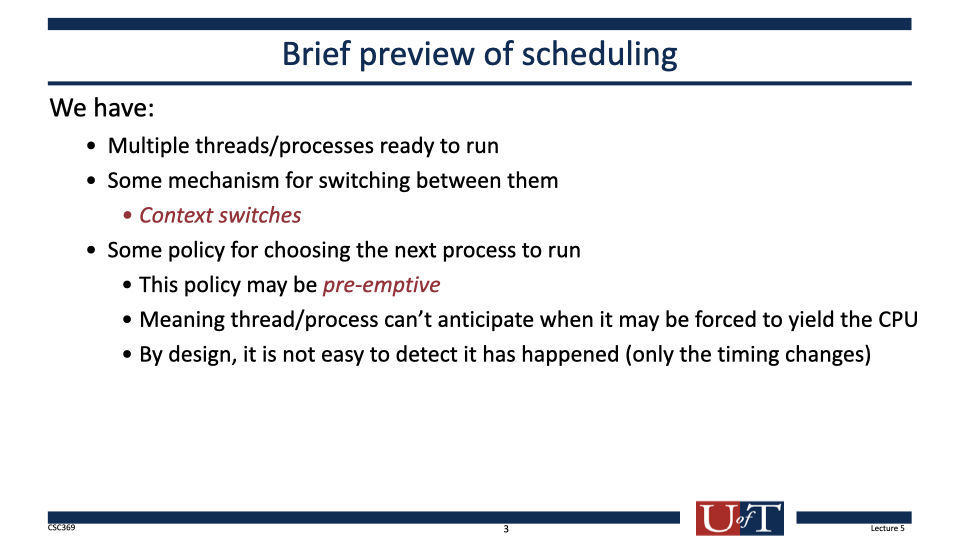 Brief preview of scheduling
We have:
• Multiple threads/processes ready to run
• Some mechanism for switching between them
• Context switches
• Some policy for choosing the next process to run
• This policy may be pre-emptive
• Meaning thread/process can’t anticipate when it may be forced to yield the CPU
• By design, it is not easy to detect it has happened (only the timing changes)
CSC369
3
U of T
Lecture 5